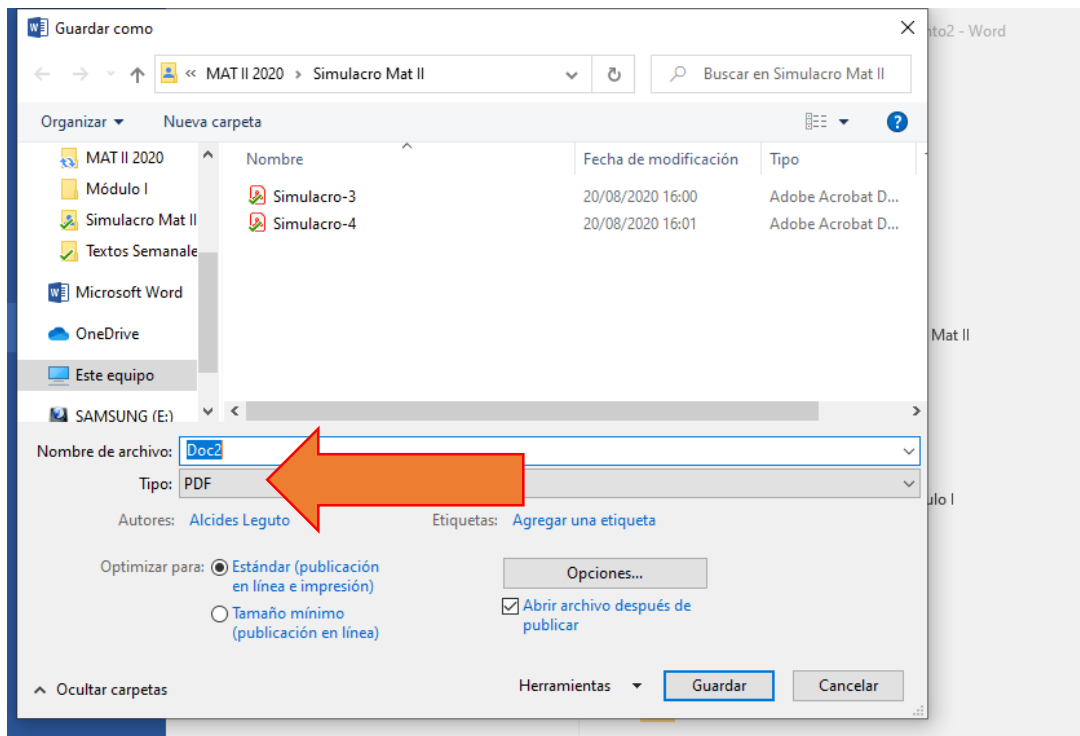 Guardar como
nto2 - Word
« MAT II 2020 › Simulacro Mat II
Buscar en Simulacro Mat II
Organizar
Nueva carpeta
MAT II 2020
Módulo I
Simulacro Mat II
Textos Semanale
Microsoft Word
OneDrive
Este equipo
SAMSUNG (E:)
Nombre Fecha de modificación Tipo
Simulacro-3 20/08/2020 16:00 Adobe Acrobat D...
Simulacro-4 20/08/2020 16:01 Adobe Acrobat D...
Mat II
Nombre de archivo: Doc2
Tipo: PDF
ulo I
Autores: Alcides Leguto Etiquetas: Agregar una etiqueta
Optimizar para: Estándar (publicación
en línea e impresión)
Tamaño mínimo
(publicación en línea)
Opciones...
Abrir archivo después de
publicar
Ocultar carpetas
Herramientas Guardar Cancelar